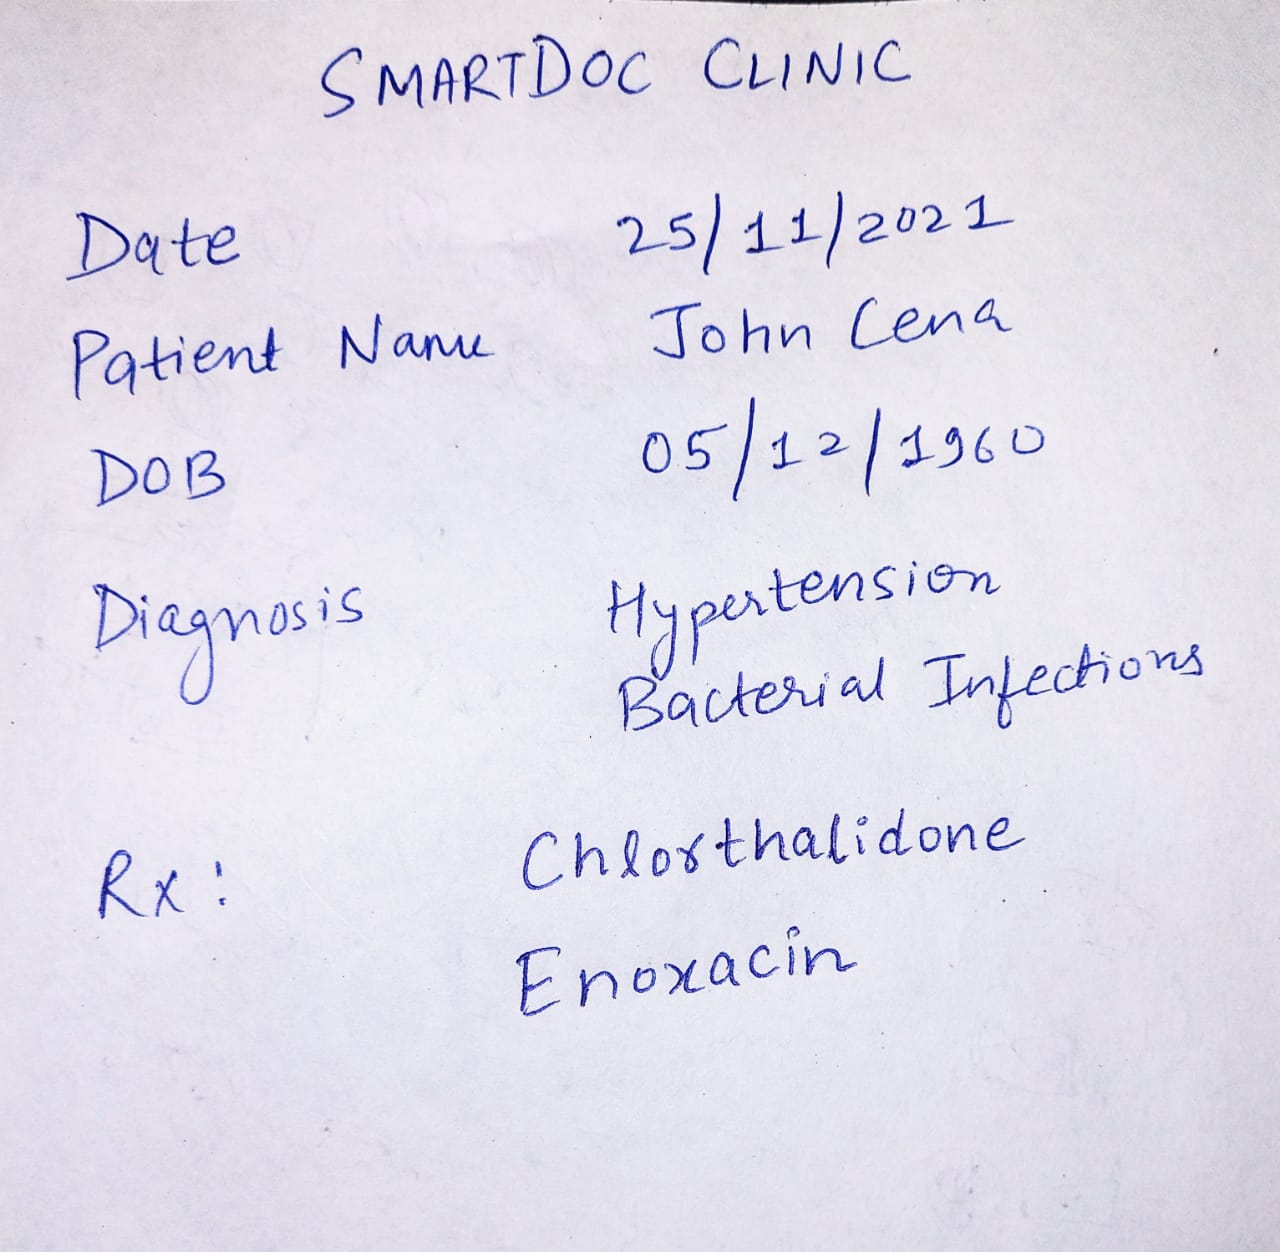 SMARTDOC CLINIC
Date 25/11/2021
Patient Name John Cena
DOB 05/12/1960
Diagnosis Hypertension
Bacterial Infections
Rx: Chlorthalidone
Enoxacin